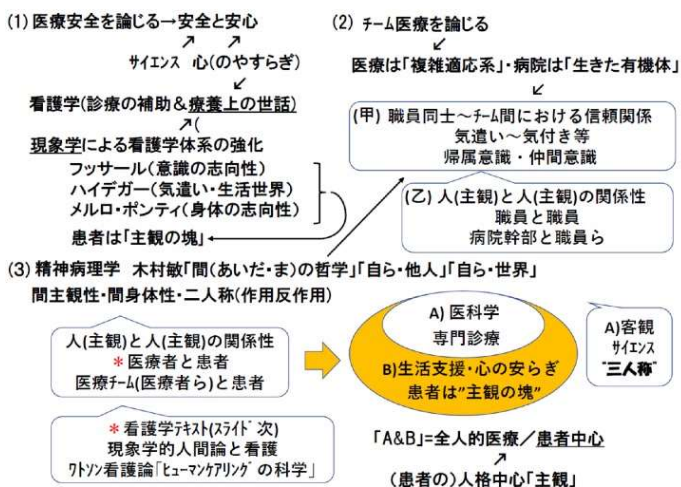 (1) 医療安全を論じる→安全と安心
サイエンス 心(のやすらぎ)
看護学(診療の補助&療養上の世話)
現象学による看護学体系の強化
フッサール(意識の志向性)
ハイデガー(気遣い・生活世界)
メルロ・ポンティ(身体の志向性)
患者は「主観の塊」
(2) チーム医療を論じる
医療は「複雑適応系」・病院は「生きた有機体」
(甲) 職員同士~チーム間における信頼関係
気遣い~気付き等
帰属意識・仲間意識
(乙) 人(主観)と人(主観)の関係性
職員と職員
病院幹部と職員ら
(3) 精神病理学 木村敏「間(あいだ・ま)の哲学」「自ら・他人」「自ら・世界」
間主観性・間身体性・二人称(作用反作用)
人(主観)と人(主観)の関係性
*医療者と患者
医療チーム(医療者ら)と患者
*看護学テキスト(スライド次)
現象学的人間論と看護
ワトソン看護論「ヒューマンケアリングの科学」
A) 医科学
専門診療
B)生活支援・心の安らぎ
患者は"主観の塊"
A)客観
サイエンス
"三人称"
「A&B」=全人的医療/患者中心
(患者の)人格中心「主観」